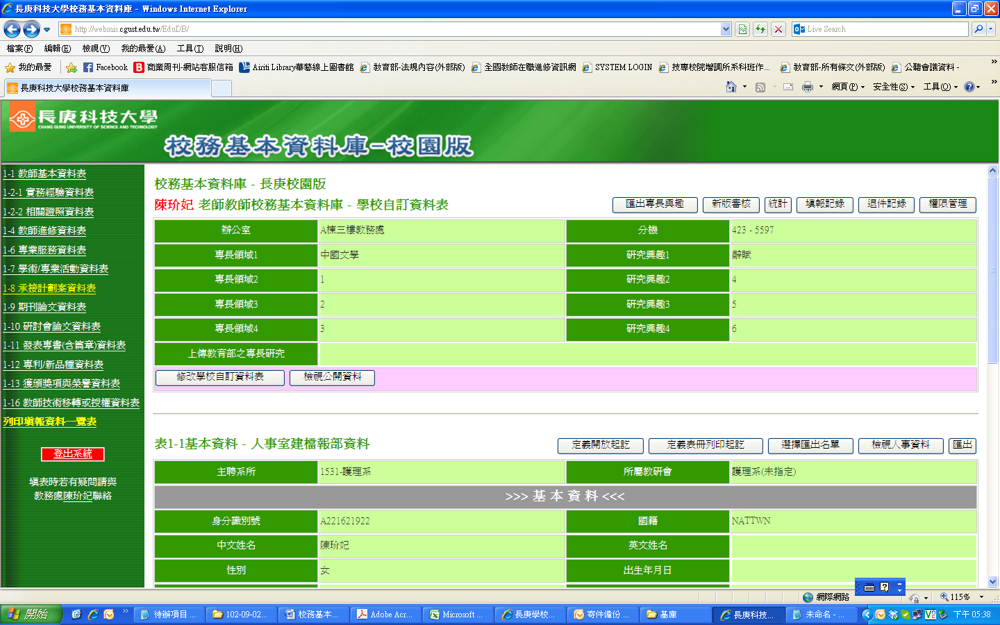 長庚科技大學校務基本資料庫 - Windows Internet Explorer
http://webmis.cgust.edu.tw/EduDB/
Live Search
檔案(F) 編輯(E) 檢視(V) 我的最愛(A) 工具(T) 說明(H)
我的最愛 Facebook 商業周刊-網站客服信箱 Airiti Library華藝線上圖書館 教育部-法規內容(外部版) 全國教師在職進修資訊網 SYSTEM LOGIN 技專校院增調所系科班作... 教育部-所有條文(外部版) 公聽會議資料 -
長庚科技大學校務基本資料庫
網頁(P) 安全性(S) 工具(O)
長庚科技大學
CHANG GUNG UNIVERSITY OF SCIENCE AND TECHNOLOGY
校務基本資料庫-校園版
1-1 教師基本資料表
1-2-1 實務經驗資料表
1-2-2 相關證照資料表
1-4 教師進修資料表
1-6 專業服務資料表
1-7 學術/專業活動資料表
1-8 承接計劃案資料表
1-9 期刊論文資料表
1-10 研討會論文資料表
1-11 發表專書(含篇章)資料表
1-12 專利/新品種資料表
1-13 獲頒獎項與榮譽資料表
1-16 教師技術移轉或授權資料表
列印填報資料一覽表
登出系統
填表時若有疑問請與
教務處陳玠妃聯絡
校務基本資料庫 - 長庚校園版
陳玠妃 老師教師校務基本資料庫 - 學校自訂資料表
匯出專長興趣 新版審核 統計 填報記錄 退件記錄 權限管理
辦公室 A棟三樓教務處 分機 423 - 5597
專長領域1 中國文學 研究興趣1 辭賦
專長領域2 1 研究興趣2 4
專長領域3 2 研究興趣3 5
專長領域4 3 研究興趣4 6
上傳教育部之專長研究
修改學校自訂資料表 檢視公開資料
表1-1基本資料 - 人事室建檔報部資料
定義開放起訖 定義表冊列印起訖 選擇匯出名單 檢視人事資料 匯出
主聘系所 1531-護理系 所屬教研會 護理系(未指定)
>>> 基 本 資 料 <<<
身分識別號 A221621922 國籍 NATTWN
中文姓名 陳玠妃 英文姓名
性別 女 出生年月日
網際網路 115%
開始 待辦項目 ... 102-09-02... 校務基本... Adobe Acr... Microsoft ... 長庚學校... 寄件備份 ... 基庫 長庚科技... 未命名 - ... 下午 05:38